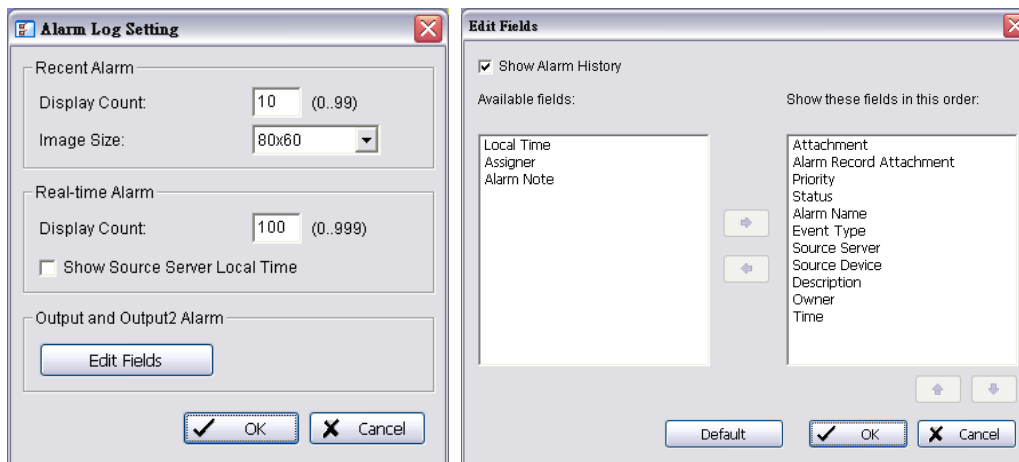 Alarm Log Setting
Recent Alarm
Display Count: 10 (0..99)
Image Size: 80x60
Real-time Alarm
Display Count: 100 (0..999)
Show Source Server Local Time
Output and Output2 Alarm
Edit Fields
OK Cancel
Edit Fields
Show Alarm History
Available fields:
Local Time
Assigner
Alarm Note
Show these fields in this order:
Attachment
Alarm Record Attachment
Priority
Status
Alarm Name
Event Type
Source Server
Source Device
Description
Owner
Time
Default OK Cancel